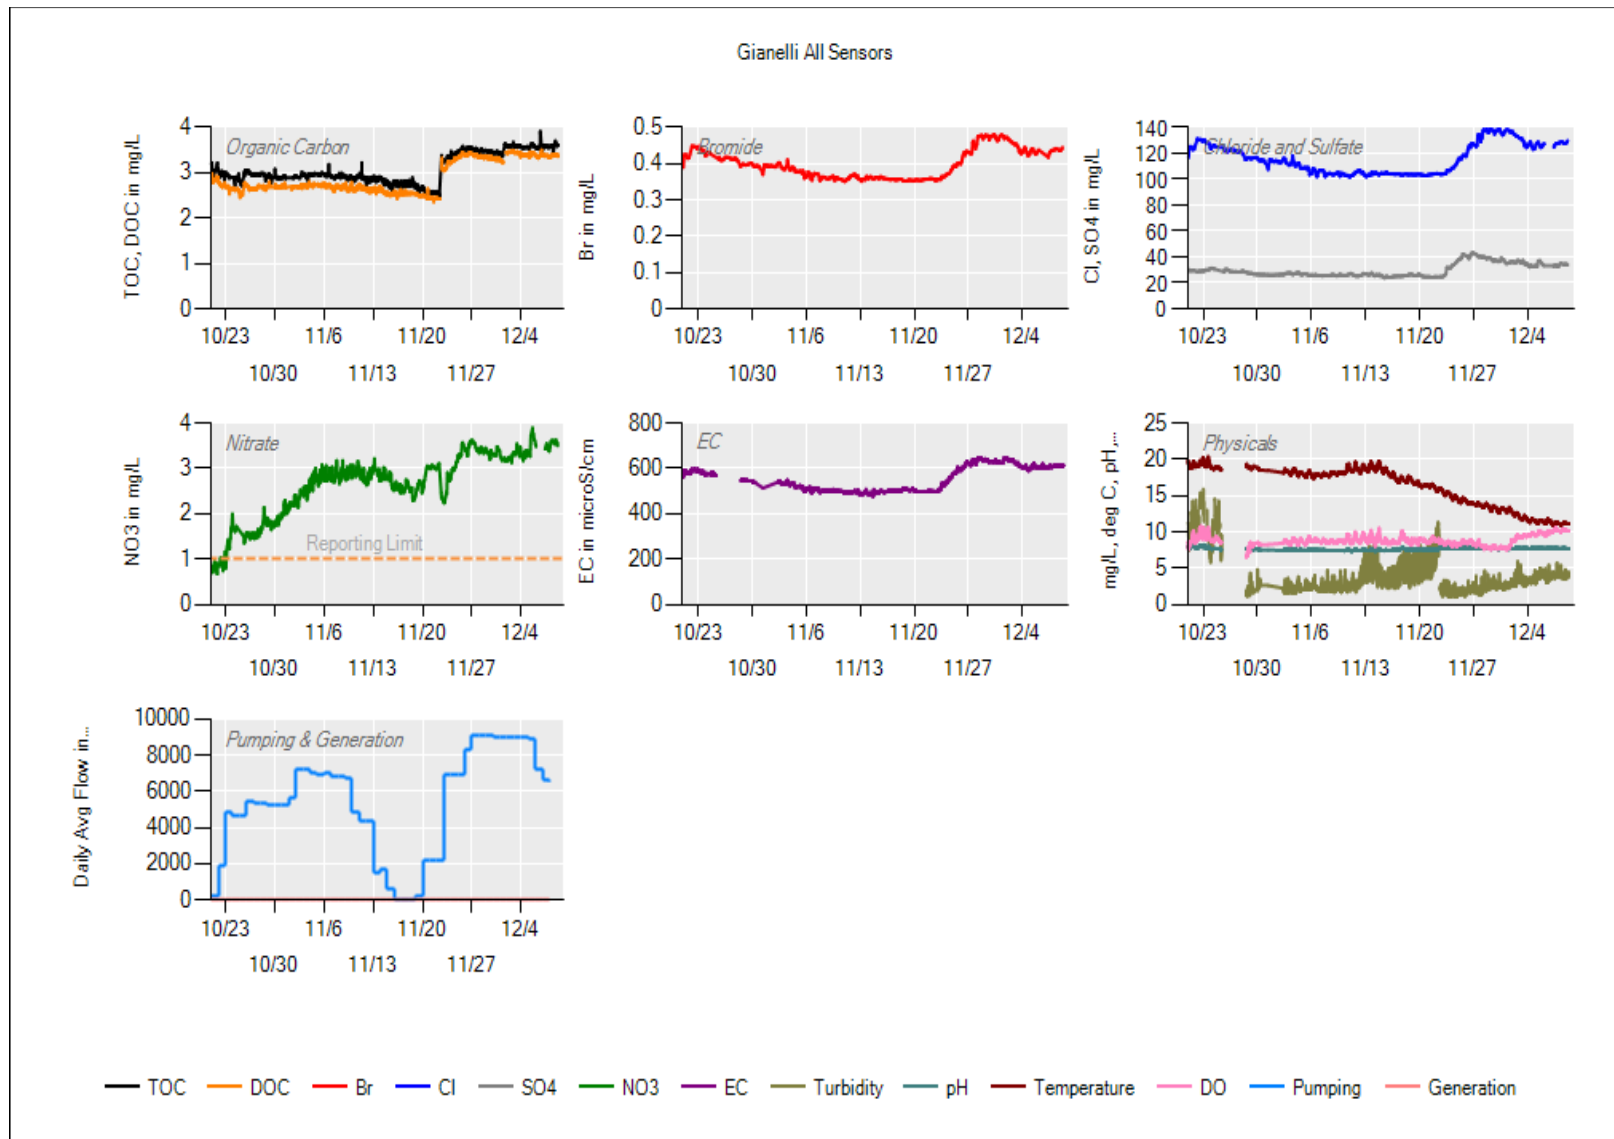 Gianelli All Sensors
TOC, DOC in mg/L
4
3
2
1
0
Organic Carbon
10/23 11/6 11/20 12/4
10/30 11/13 11/27
Br in mg/L
0.5
0.4
0.3
0.2
0.1
0
Bromide
10/23 11/6 11/20 12/4
10/30 11/13 11/27
Cl, SO4 in mg/L
140
120
100
80
60
40
20
0
Chloride and Sulfate
10/23 11/6 11/20 12/4
10/30 11/13 11/27
NO3 in mg/L
4
3
2
1
0
Nitrate
Reporting Limit
10/23 11/6 11/20 12/4
10/30 11/13 11/27
EC in microS/cm
800
600
400
200
0
EC
10/23 11/6 11/20 12/4
10/30 11/13 11/27
mg/L, deg C, pH,...
25
20
15
10
5
0
Physicals
10/23 11/6 11/20 12/4
10/30 11/13 11/27
Daily Avg Flow in...
10000
8000
6000
4000
2000
0
Pumping & Generation
10/23 11/6 11/20 12/4
10/30 11/13 11/27
TOC DOC Br Cl SO4 NO3 EC Turbidity pH Temperature DO Pumping Generation